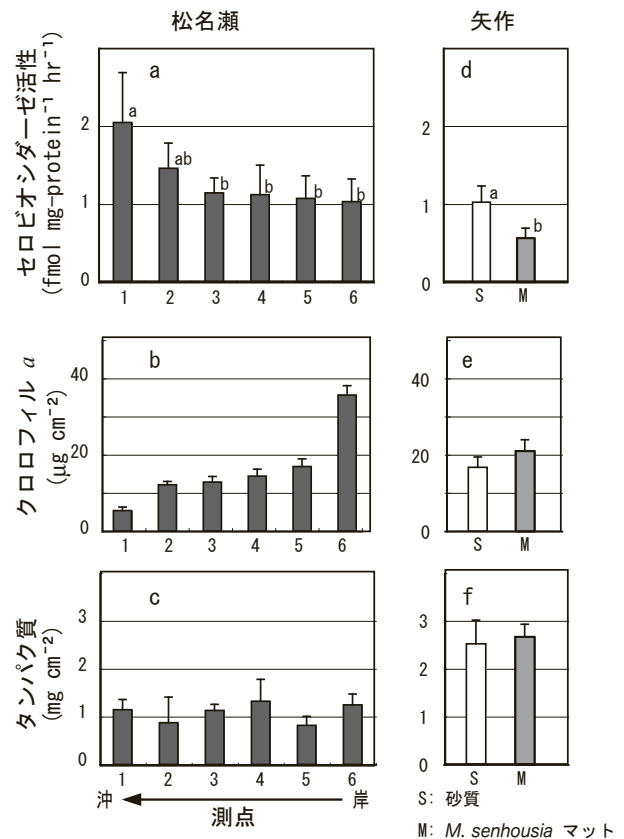 松名瀬
矢作
セロビオシダーゼ活性
(fmol mg-protein⁻¹ hr⁻¹)
a
2
1
0
a
ab
b
b
b
b
1 2 3 4 5 6
d
2
1
0
a
b
S M
クロロフィル a
(μg cm⁻²)
b
40
20
0
1 2 3 4 5 6
e
40
20
0
S M
タンパク質
(mg cm⁻²)
c
3
2
1
0
1 2 3 4 5 6
沖 岸
測点
f
3
2
1
0
S M
S: 砂質
M: M. senhousia マット